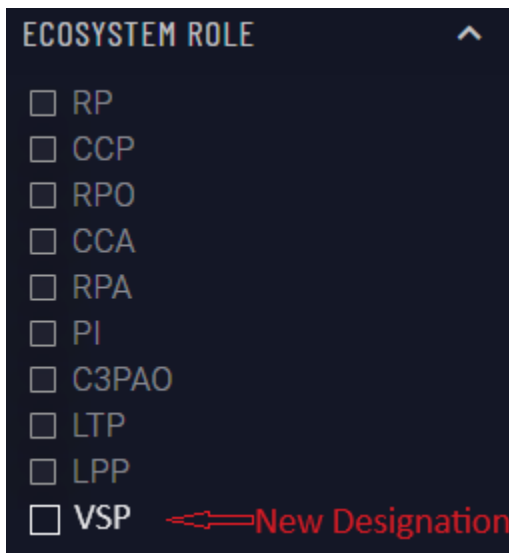 ECOSYSTEM ROLE
RP
CCP
RPO
CCA
RPA
PI
C3PAO
LTP
LPP
VSP New Designation